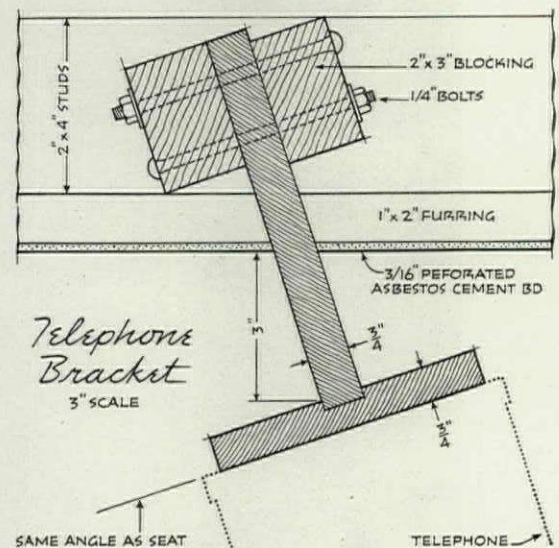 2" x 4" STUDS
2" x 3" BLOCKING
1/4" BOLTS
1" x 2" FURRING
3/16" PEFORATED
ASBESTOS CEMENT BD
3"
3/4
Telephone
Bracket
3" SCALE
3/4
SAME ANGLE AS SEAT
TELEPHONE